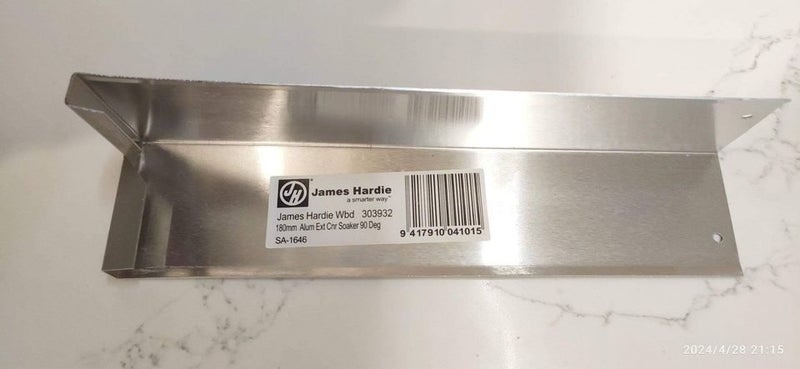 JH James Hardie
a smarter way™
James Hardie Wbd 303932
180mm Alum Ext Cnr Soaker 90 Deg
SA-1646
9 417910 041015
2024/4/28 21:15